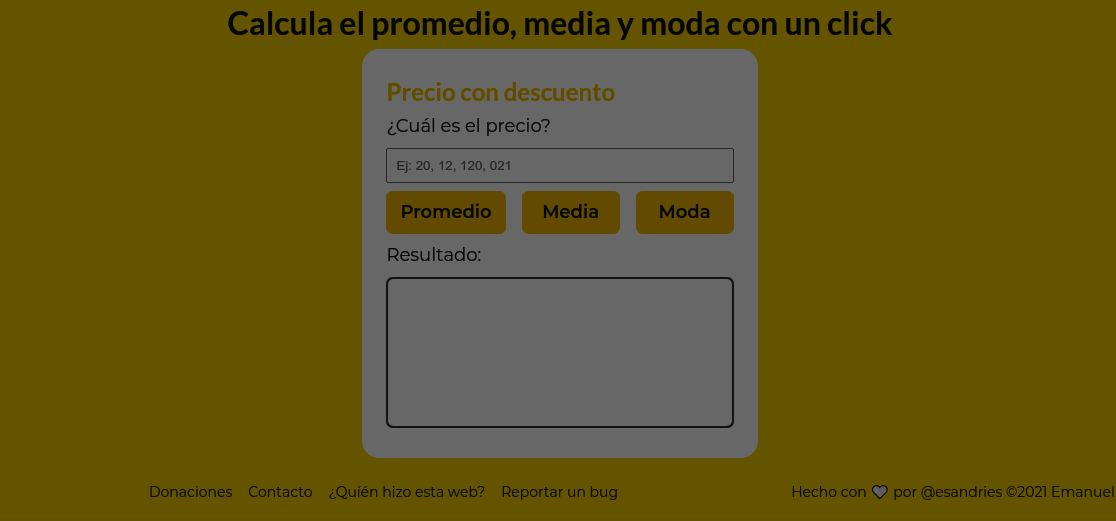 Calcula el promedio, media y moda con un click
Precio con descuento
¿Cuál es el precio?
Ej: 20, 12, 120, 021
Promedio Media Moda
Resultado:
Donaciones Contacto ¿Quién hizo esta web? Reportar un bug Hecho con 🤍 por @esandries ©2021 Emanuel